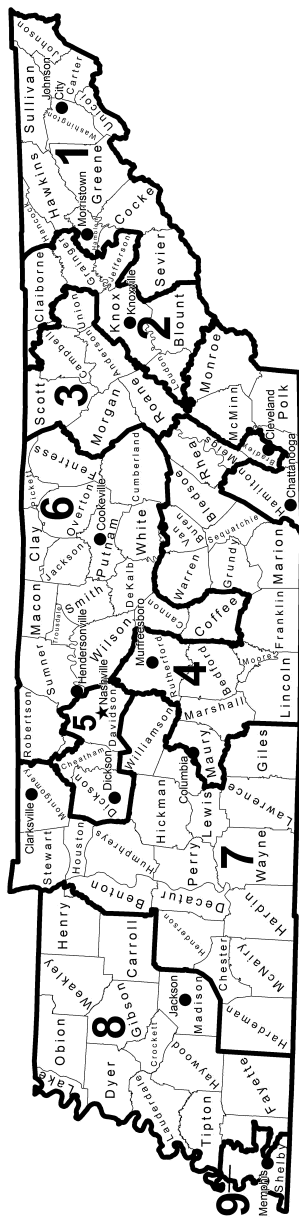 Johnson
Sullivan
Johnson
City
Carter
Unicoi
Washington
1
Hawkins
Hancock
Greene
Morristown
Hamblen
Cocke
Claiborne
Grainger
Jefferson
Sevier
Union
Knox
Knoxville
2
Blount
Loudon
Campbell
Anderson
Scott
3
Morgan
Roane
Monroe
McMinn
Polk
Bradley
Cleveland
Meigs
Hamilton
Chattanooga
Rhea
Bledsoe
Fentress
Pickett
Cumberland
6
Overton
Clay
Cookeville
Putnam
White
Jackson
Van
Buren
Sequatchie
Marion
Grundy
Warren
DeKalb
Smith
Macon
Trousdale
Sumner
Hendersonville
Wilson
Cannon
Coffee
Franklin
Murfreesboro
Rutherford
4
Bedford
Moore
Lincoln
Marshall
Robertson
Nashville
5
Davidson
Cheatham
Dickson
Dickson
Williamson
Columbia
Maury
Giles
Montgomery
Clarksville
Stewart
Houston
Humphreys
Hickman
Lewis
Lawrence
Perry
7
Wayne
Benton
Decatur
Hardin
Henry
Carroll
Henderson
Chester
McNairy
Weakley
Gibson
8
Madison
Jackson
Hardeman
Obion
Crockett
Haywood
Fayette
Lake
Dyer
Lauderdale
Tipton
9
Memphis
Shelby